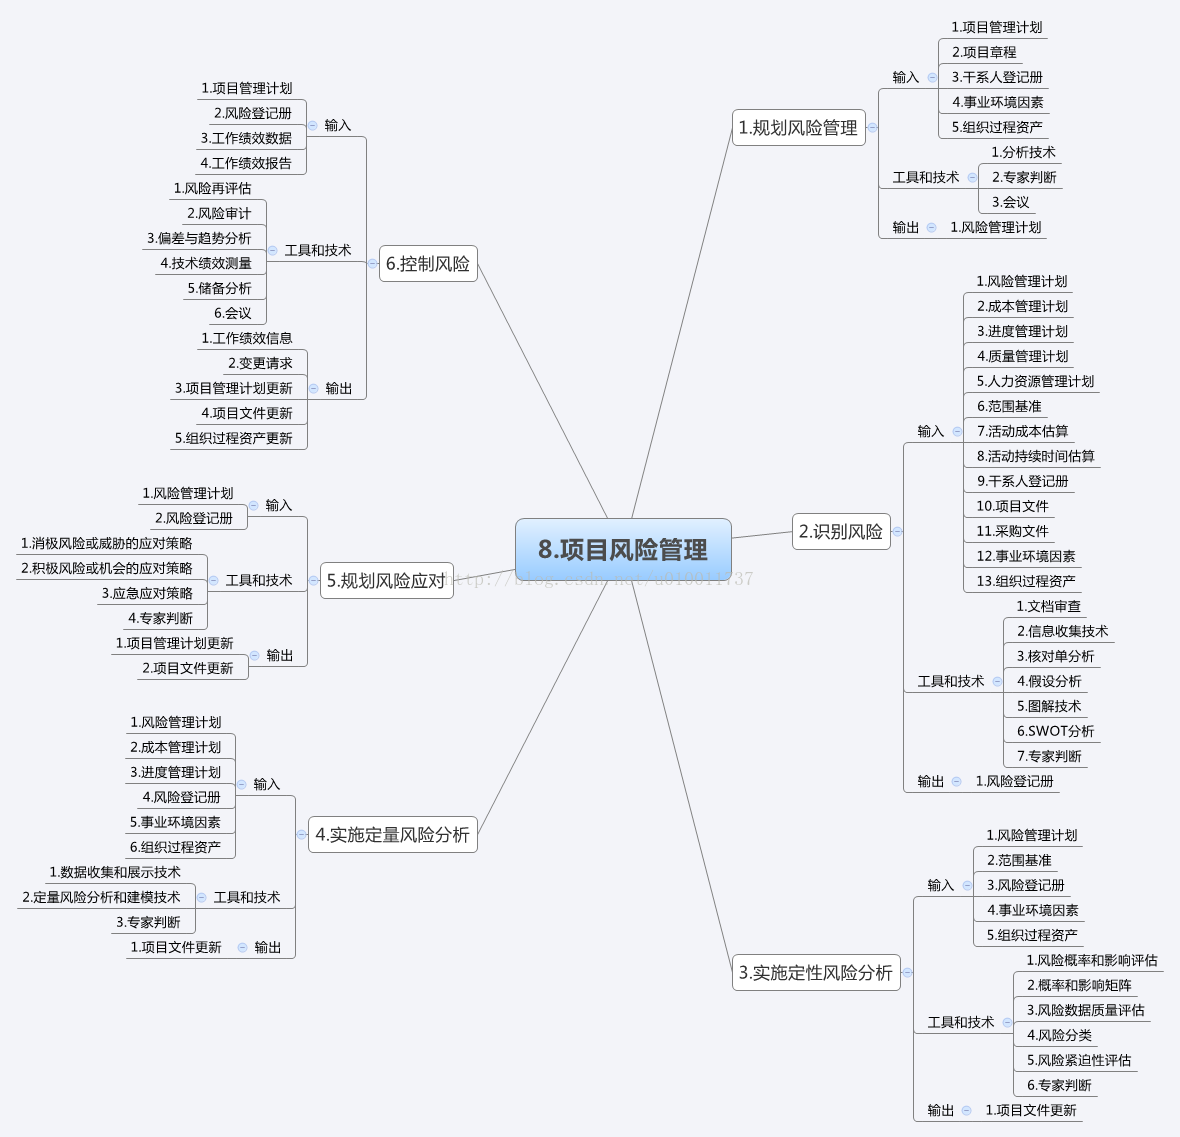 8.项目风险管理
1.规划风险管理
输入
1.项目管理计划
2.项目章程
3.干系人登记册
4.事业环境因素
5.组织过程资产
工具和技术
1.分析技术
2.专家判断
3.会议
输出
1.风险管理计划
2.识别风险
输入
1.风险管理计划
2.成本管理计划
3.进度管理计划
4.质量管理计划
5.人力资源管理计划
6.范围基准
7.活动成本估算
8.活动持续时间估算
9.干系人登记册
10.项目文件
11.采购文件
12.事业环境因素
13.组织过程资产
工具和技术
1.文档审查
2.信息收集技术
3.核对单分析
4.假设分析
5.图解技术
6.SWOT分析
7.专家判断
输出
1.风险登记册
3.实施定性风险分析
输入
1.风险管理计划
2.范围基准
3.风险登记册
4.事业环境因素
5.组织过程资产
工具和技术
1.风险概率和影响评估
2.概率和影响矩阵
3.风险数据质量评估
4.风险分类
5.风险紧迫性评估
6.专家判断
输出
1.项目文件更新
4.实施定量风险分析
输入
1.风险管理计划
2.成本管理计划
3.进度管理计划
4.风险登记册
5.事业环境因素
6.组织过程资产
工具和技术
1.数据收集和展示技术
2.定量风险分析和建模技术
3.专家判断
输出
1.项目文件更新
5.规划风险应对
输入
1.风险管理计划
2.风险登记册
工具和技术
1.消极风险或威胁的应对策略
2.积极风险或机会的应对策略
3.应急应对策略
4.专家判断
输出
1.项目管理计划更新
2.项目文件更新
6.控制风险
输入
1.项目管理计划
2.风险登记册
3.工作绩效数据
4.工作绩效报告
工具和技术
1.风险再评估
2.风险审计
3.偏差与趋势分析
4.技术绩效测量
5.储备分析
6.会议
输出
1.工作绩效信息
2.变更请求
3.项目管理计划更新
4.项目文件更新
5.组织过程资产更新